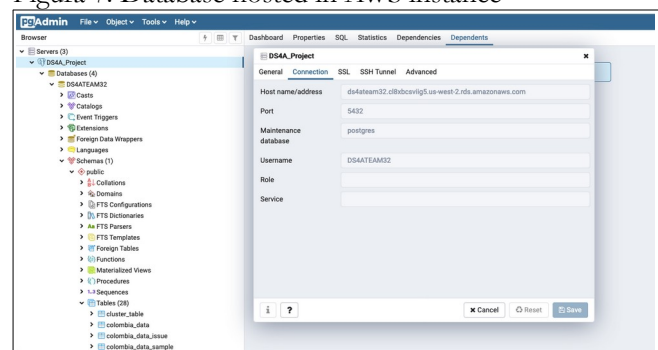 Figure 7. Database hosted in AWS instance
pgAdmin File Object Tools Help
Browser
Dashboard Properties SQL Statistics Dependencies Dependents
Servers (3)
DS4A_Project
Databases (4)
DS4ATEAM32
Casts
Catalogs
Event Triggers
Extensions
Foreign Data Wrappers
Languages
Schemas (1)
public
Collations
Domains
FTS Configurations
FTS Dictionaries
Aa FTS Parsers
FTS Templates
Foreign Tables
Functions
Materialized Views
Procedures
1..3 Sequences
Tables (28)
cluster_table
colombia_data
colombia_data_issue
colombia_data_sample
DS4A_Project
General Connection SSL SSH Tunnel Advanced
Host name/address ds4ateam32.cl8xbcsvlig5.us-west-2.rds.amazonaws.com
Port 5432
Maintenance postgres
database
Username DS4ATEAM32
Role
Service
i ? Cancel Reset Save